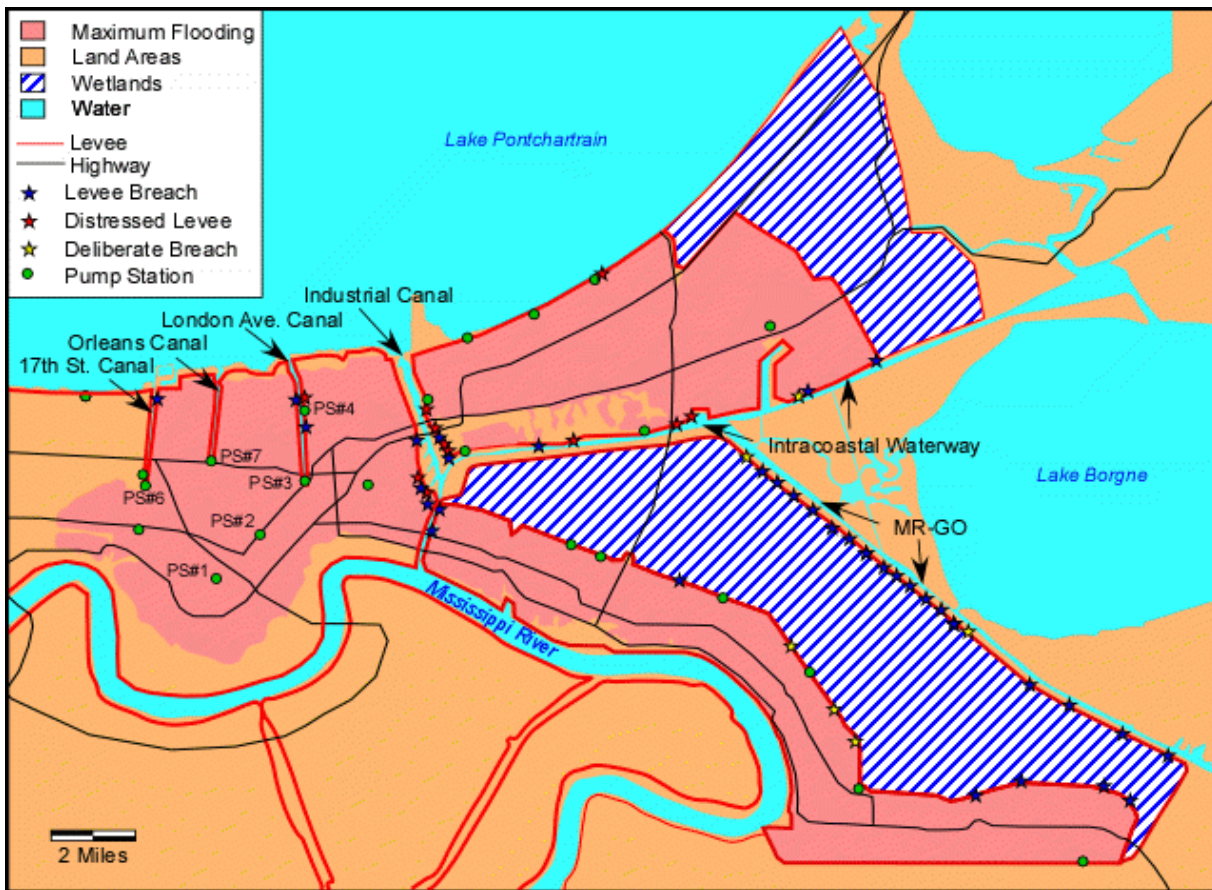 Maximum Flooding
Land Areas
Wetlands
Water
Levee
Highway
Levee Breach
Distressed Levee
Deliberate Breach
Pump Station
Lake Pontchartrain
Industrial Canal
London Ave. Canal
Orleans Canal
17th St. Canal
PS#4
PS#7
PS#6
PS#3
PS#2
PS#1
Intracoastal Waterway
Lake Borgne
MR-GO
Mississippi River
2 Miles